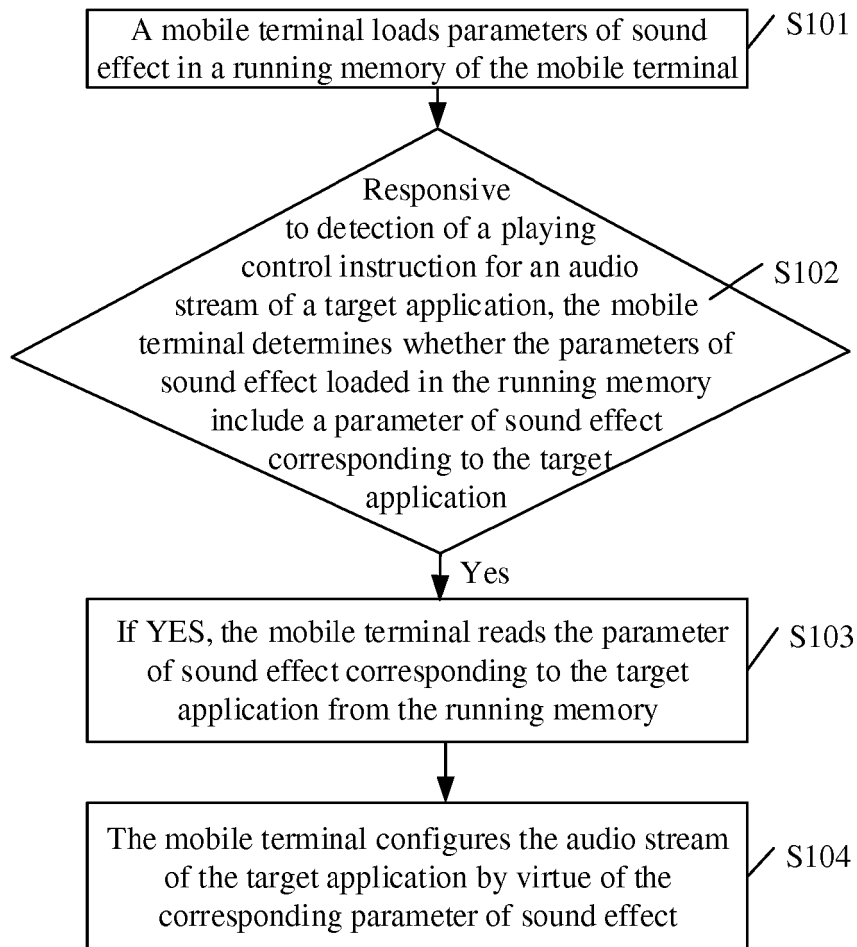 A mobile terminal loads parameters of sound
effect in a running memory of the mobile terminal
S101
Responsive
to detection of a playing
control instruction for an audio
stream of a target application, the mobile
terminal determines whether the parameters of
sound effect loaded in the running memory
include a parameter of sound effect
corresponding to the target
application
S102
Yes
If YES, the mobile terminal reads the parameter
of sound effect corresponding to the target
application from the running memory
S103
The mobile terminal configures the audio stream
of the target application by virtue of the
corresponding parameter of sound effect
S104